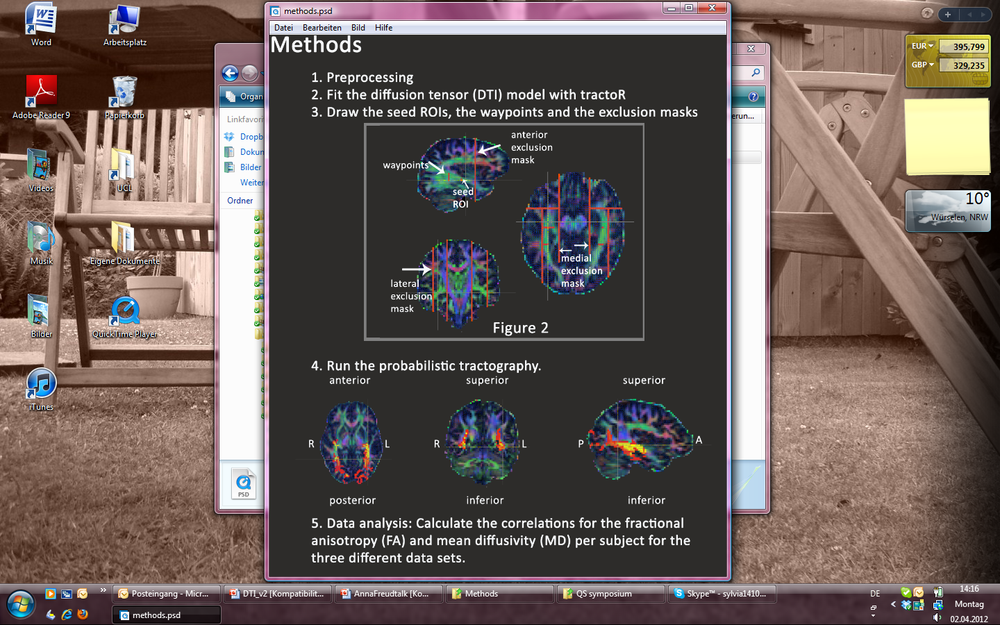 Word
Arbeitsplatz
Adobe Reader 9
Papierkorb
Videos
UCL
Musik
Eigene Dokumente
Bilder
QuickTime Player
iTunes
Organ
Linkfavori
Dropb
Dokun
Bilder
Weiter
Ordner
PSD
methods.psd
Datei Bearbeiten Bild Hilfe
Methods
1. Preprocessing
2. Fit the diffusion tensor (DTI) model with tractoR
3. Draw the seed ROIs, the waypoints and the exclusion masks
anterior
exclusion
mask
waypoints
seed
ROI
medial
exclusion
mask
lateral
exclusion
mask
Figure 2
4. Run the probabilistic tractography.
anterior superior superior
R L R L P A
posterior inferior inferior
5. Data analysis: Calculate the correlations for the fractional
anisotropy (FA) and mean diffusivity (MD) per subject for the
three different data sets.
erun...
EUR 395,799
GBP 329,235
10°
Würselen, NRW
Posteingang - Micr...
DTI_v2 [Kompatibilit...
AnnaFreudtalk [Ko...
Methods
QS symposium
Skype™ - sylvia1410...
methods.psd
DE
14:16
Montag
02.04.2012